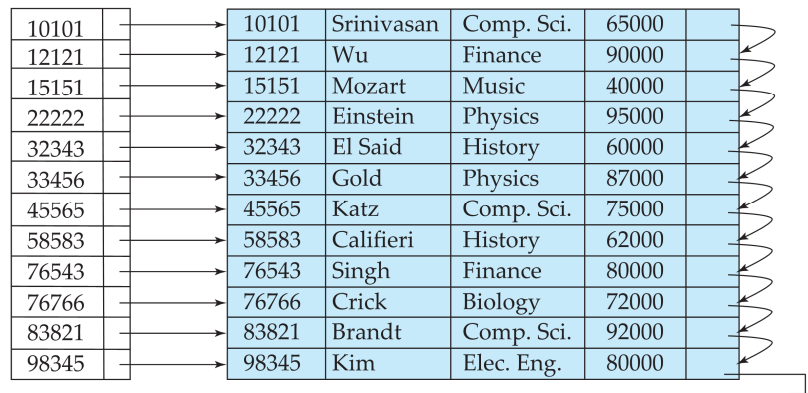 10101 10101 Srinivasan Comp. Sci. 65000
12121 12121 Wu Finance 90000
15151 15151 Mozart Music 40000
22222 22222 Einstein Physics 95000
32343 32343 El Said History 60000
33456 33456 Gold Physics 87000
45565 45565 Katz Comp. Sci. 75000
58583 58583 Califieri History 62000
76543 76543 Singh Finance 80000
76766 76766 Crick Biology 72000
83821 83821 Brandt Comp. Sci. 92000
98345 98345 Kim Elec. Eng. 80000